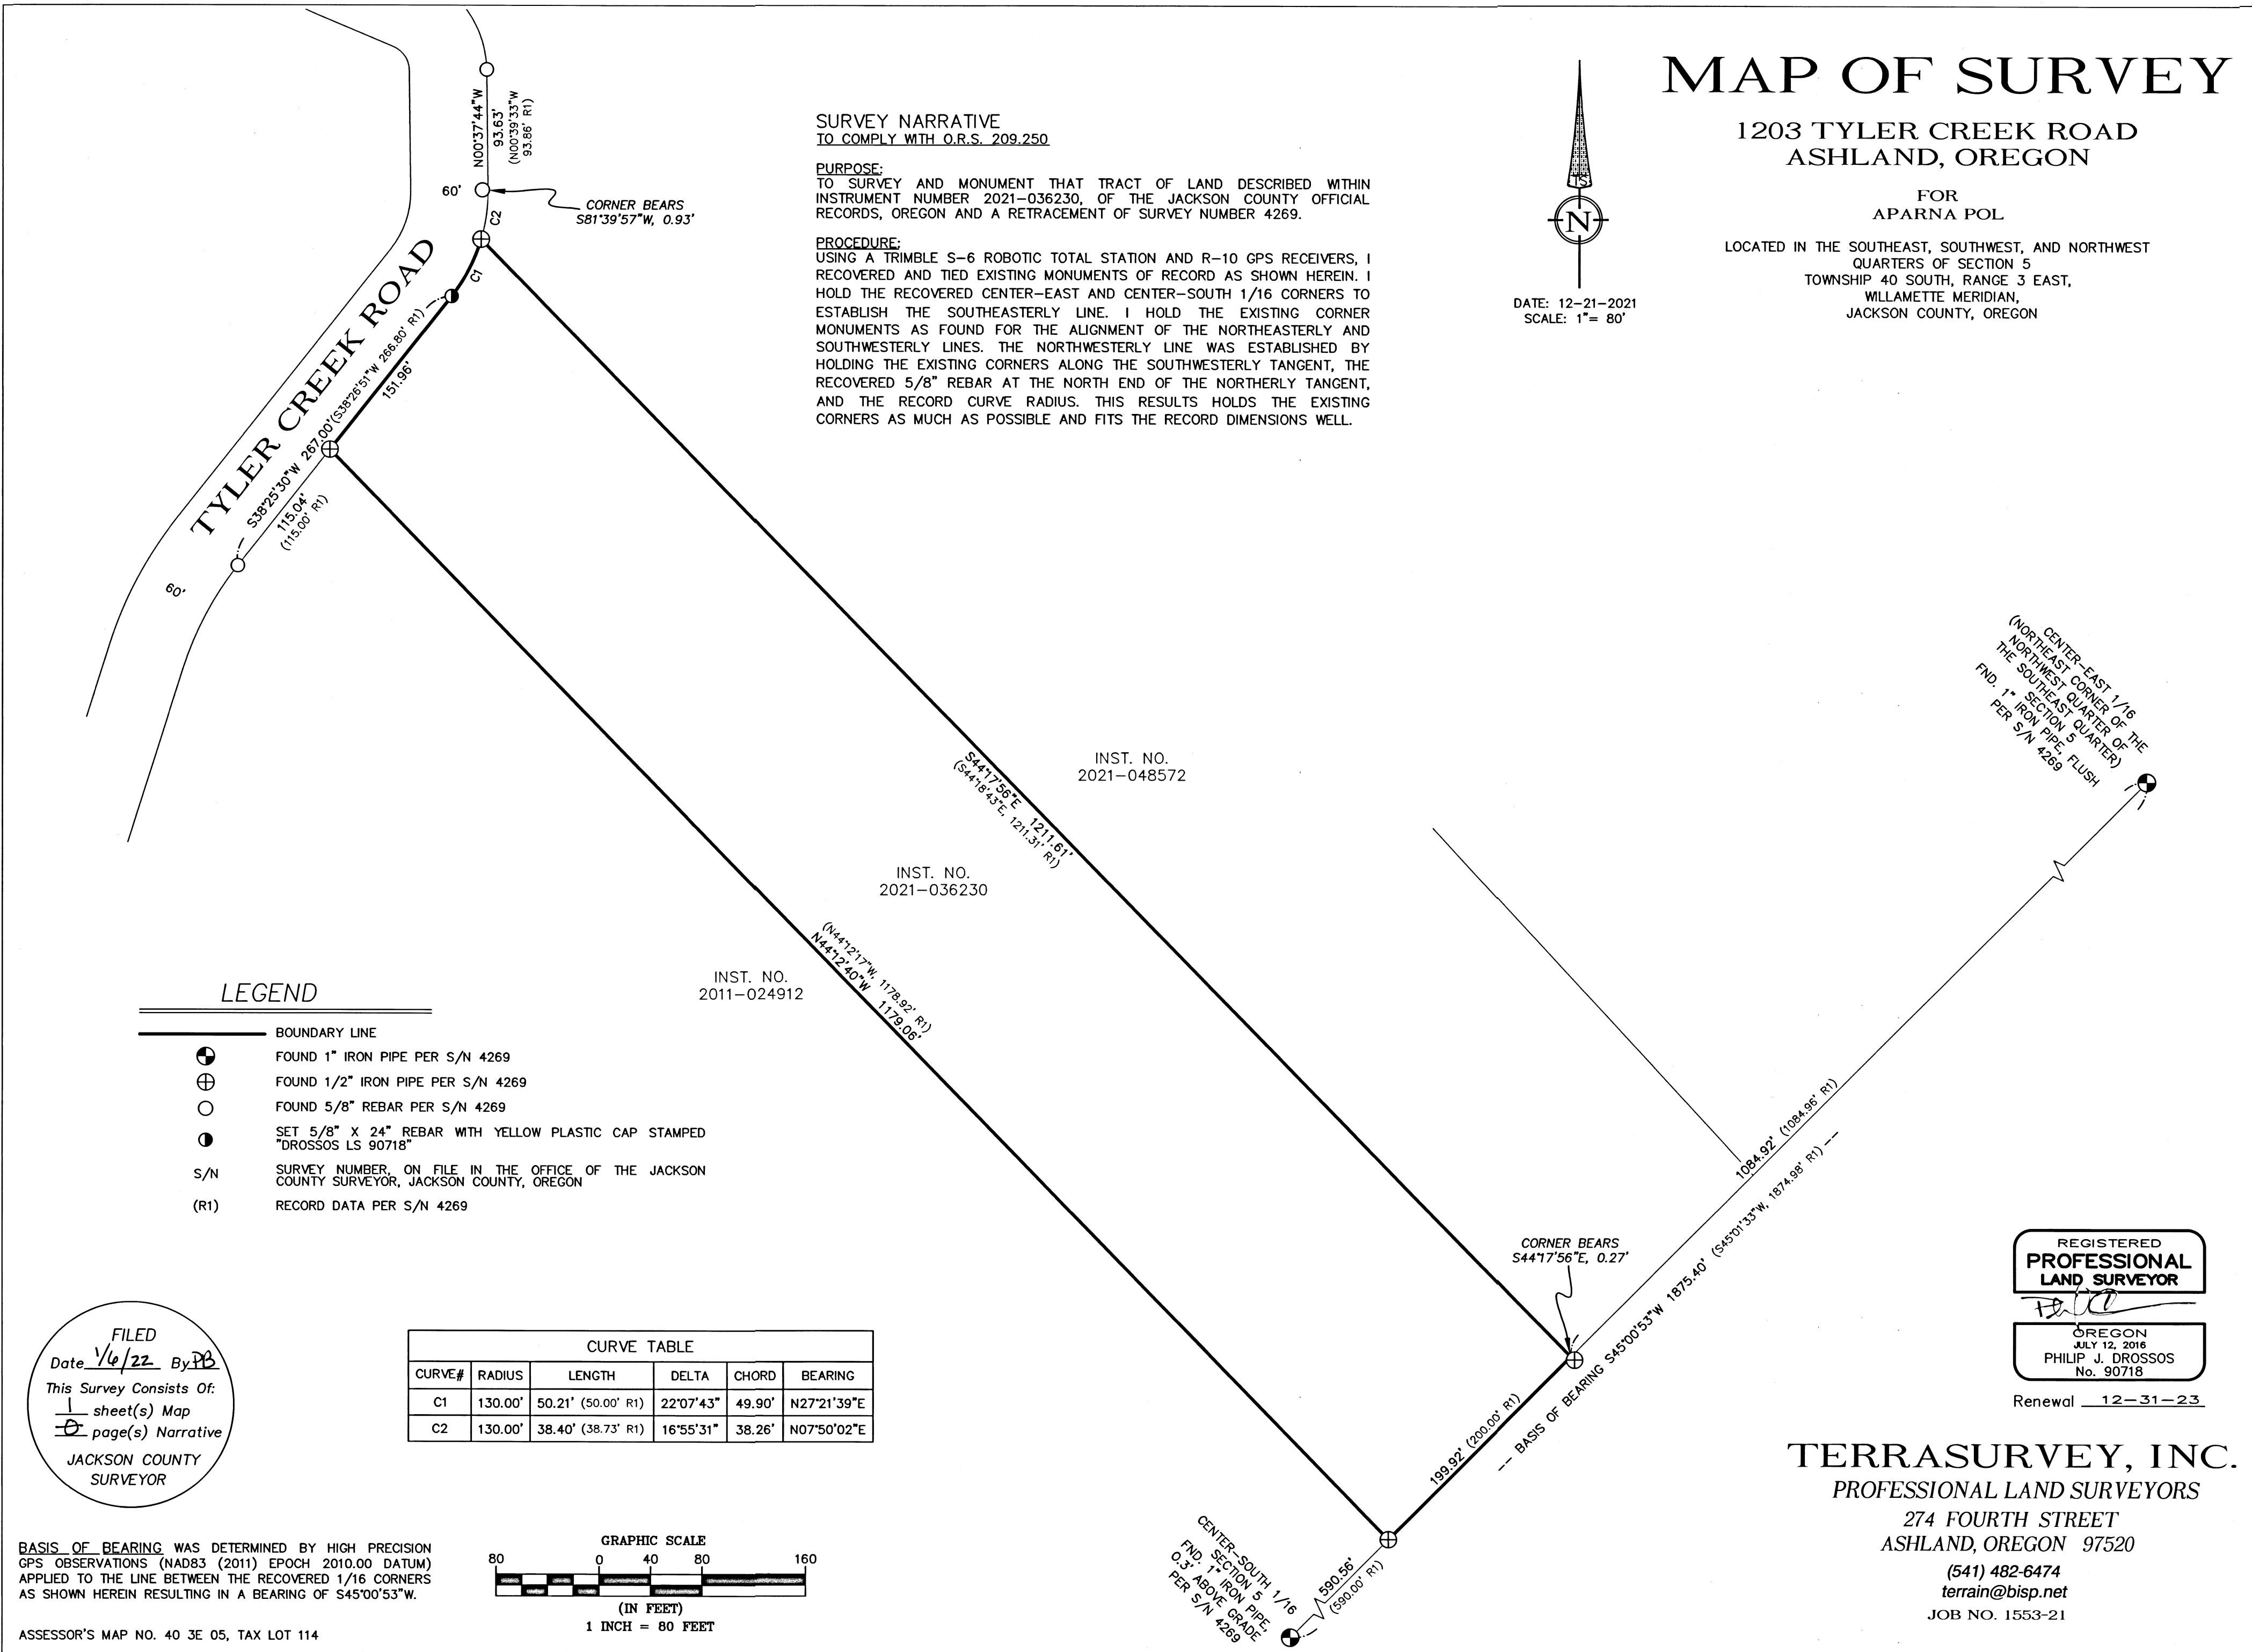 MAP OF SURVEY
1203 TYLER CREEK ROAD
ASHLAND, OREGON
FOR
APARNA POL
LOCATED IN THE SOUTHEAST, SOUTHWEST, AND NORTHWEST
QUARTERS OF SECTION 5
TOWNSHIP 40 SOUTH, RANGE 3 EAST,
WILLAMETTE MERIDIAN,
JACKSON COUNTY, OREGON
TS
N
DATE: 12-21-2021
SCALE: 1"= 80'
SURVEY NARRATIVE
TO COMPLY WITH O.R.S. 209.250
PURPOSE:
TO SURVEY AND MONUMENT THAT TRACT OF LAND DESCRIBED WITHIN
INSTRUMENT NUMBER 2021-036230, OF THE JACKSON COUNTY OFFICIAL
RECORDS, OREGON AND A RETRACEMENT OF SURVEY NUMBER 4269.
PROCEDURE:
USING A TRIMBLE S-6 ROBOTIC TOTAL STATION AND R-10 GPS RECEIVERS, I
RECOVERED AND TIED EXISTING MONUMENTS OF RECORD AS SHOWN HEREIN. I
HOLD THE RECOVERED CENTER-EAST AND CENTER-SOUTH 1/16 CORNERS TO
ESTABLISH THE SOUTHEASTERLY LINE. I HOLD THE EXISTING CORNER
MONUMENTS AS FOUND FOR THE ALIGNMENT OF THE NORTHEASTERLY AND
SOUTHWESTERLY LINES. THE NORTHWESTERLY LINE WAS ESTABLISHED BY
HOLDING THE EXISTING CORNERS ALONG THE SOUTHWESTERLY TANGENT, THE
RECOVERED 5/8" REBAR AT THE NORTH END OF THE NORTHERLY TANGENT,
AND THE RECORD CURVE RADIUS. THIS RESULTS HOLDS THE EXISTING
CORNERS AS MUCH AS POSSIBLE AND FITS THE RECORD DIMENSIONS WELL.
N00°37'44"W
93.63'
(N00°39'33"W
93.86' R1)
60'
CORNER BEARS
S81°39'57"W, 0.93'
C2
C1
TYLER CREEK ROAD
S38°25'30"W 267.00'(S38°26'51"W 266.80' R1)
151.96'
115.04'
(115.00' R1)
60'
S44°17'56"E 1211.61'
(S44°18'43"E, 1211.31' R1)
INST. NO.
2021-048572
INST. NO.
2021-036230
(N44°12'17"W, 1178.92' R1)
N44°12'40"W 1179.06'
INST. NO.
2011-024912
CENTER-EAST 1/16
(NORTHEAST CORNER OF THE
NORTHWEST QUARTER OF
THE SOUTHEAST QUARTER)
SECTION 5
FND. 1" IRON PIPE, FLUSH
PER S/N 4269
1084.92' (1084.96' R1)
-- BASIS OF BEARING S45°00'53"W 1875.40' (S45°01'33"W, 1874.98' R1) --
CORNER BEARS
S44°17'56"E, 0.27'
199.92' (200.00' R1)
590.56'
(590.00' R1)
CENTER-SOUTH 1/16
SECTION 5
FND. 1" IRON PIPE,
0.3' ABOVE GRADE
PER S/N 4269
LEGEND
BOUNDARY LINE
FOUND 1" IRON PIPE PER S/N 4269
FOUND 1/2" IRON PIPE PER S/N 4269
FOUND 5/8" REBAR PER S/N 4269
SET 5/8" X 24" REBAR WITH YELLOW PLASTIC CAP STAMPED
"DROSSOS LS 90718"
S/N SURVEY NUMBER, ON FILE IN THE OFFICE OF THE JACKSON
COUNTY SURVEYOR, JACKSON COUNTY, OREGON
(R1) RECORD DATA PER S/N 4269
FILED
Date 1/6/22 By PB
This Survey Consists Of:
1 sheet(s) Map
0 page(s) Narrative
JACKSON COUNTY
SURVEYOR
CURVE TABLE
CURVE# RADIUS LENGTH DELTA CHORD BEARING
C1 130.00' 50.21' (50.00' R1) 22°07'43" 49.90' N27°21'39"E
C2 130.00' 38.40' (38.73' R1) 16°55'31" 38.26' N07°50'02"E
BASIS OF BEARING WAS DETERMINED BY HIGH PRECISION
GPS OBSERVATIONS (NAD83 (2011) EPOCH 2010.00 DATUM)
APPLIED TO THE LINE BETWEEN THE RECOVERED 1/16 CORNERS
AS SHOWN HEREIN RESULTING IN A BEARING OF S45°00'53"W.
ASSESSOR'S MAP NO. 40 3E 05, TAX LOT 114
GRAPHIC SCALE
80 0 40 80 160
(IN FEET)
1 INCH = 80 FEET
REGISTERED
PROFESSIONAL
LAND SURVEYOR
OREGON
JULY 12, 2016
PHILIP J. DROSSOS
No. 90718
Renewal 12-31-23
TERRASURVEY, INC.
PROFESSIONAL LAND SURVEYORS
274 FOURTH STREET
ASHLAND, OREGON 97520
(541) 482-6474
terrain@bisp.net
JOB NO. 1553-21